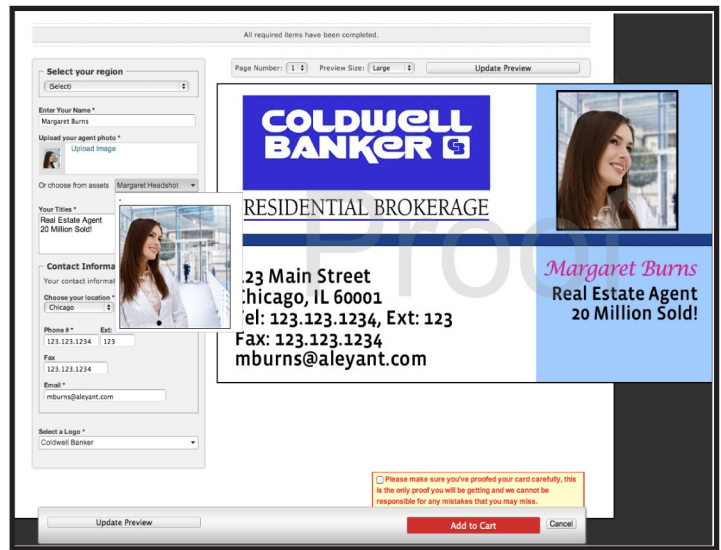 All required items have been completed.
Select your region
(Select)
Page Number: 1 Preview Size: Large Update Preview
Enter Your Name *
Margaret Burns
Upload your agent photo *
Upload Image
Or choose from assets Margaret Headshot
-
Your Titles *
Real Estate Agent
20 Million Sold!
Contact Informa
Your contact informat
Choose your location *
Chicago
Phone # * Ext:
123.123.1234 123
Fax
123.123.1234
Email *
mburns@aleyant.com
Select a Logo *
Coldwell Banker
COLDWELL
BANKER CB
RESIDENTIAL BROKERAGE
Proof
.23 Main Street
Chicago, IL 60001
Tel: 123.123.1234, Ext: 123
Fax: 123.123.1234
mburns@aleyant.com
Margaret Burns
Real Estate Agent
20 Million Sold!
Please make sure you've proofed your card carefully, this
is the only proof you will be getting and we cannot be
responsible for any mistakes that you may miss.
Update Preview Add to Cart Cancel